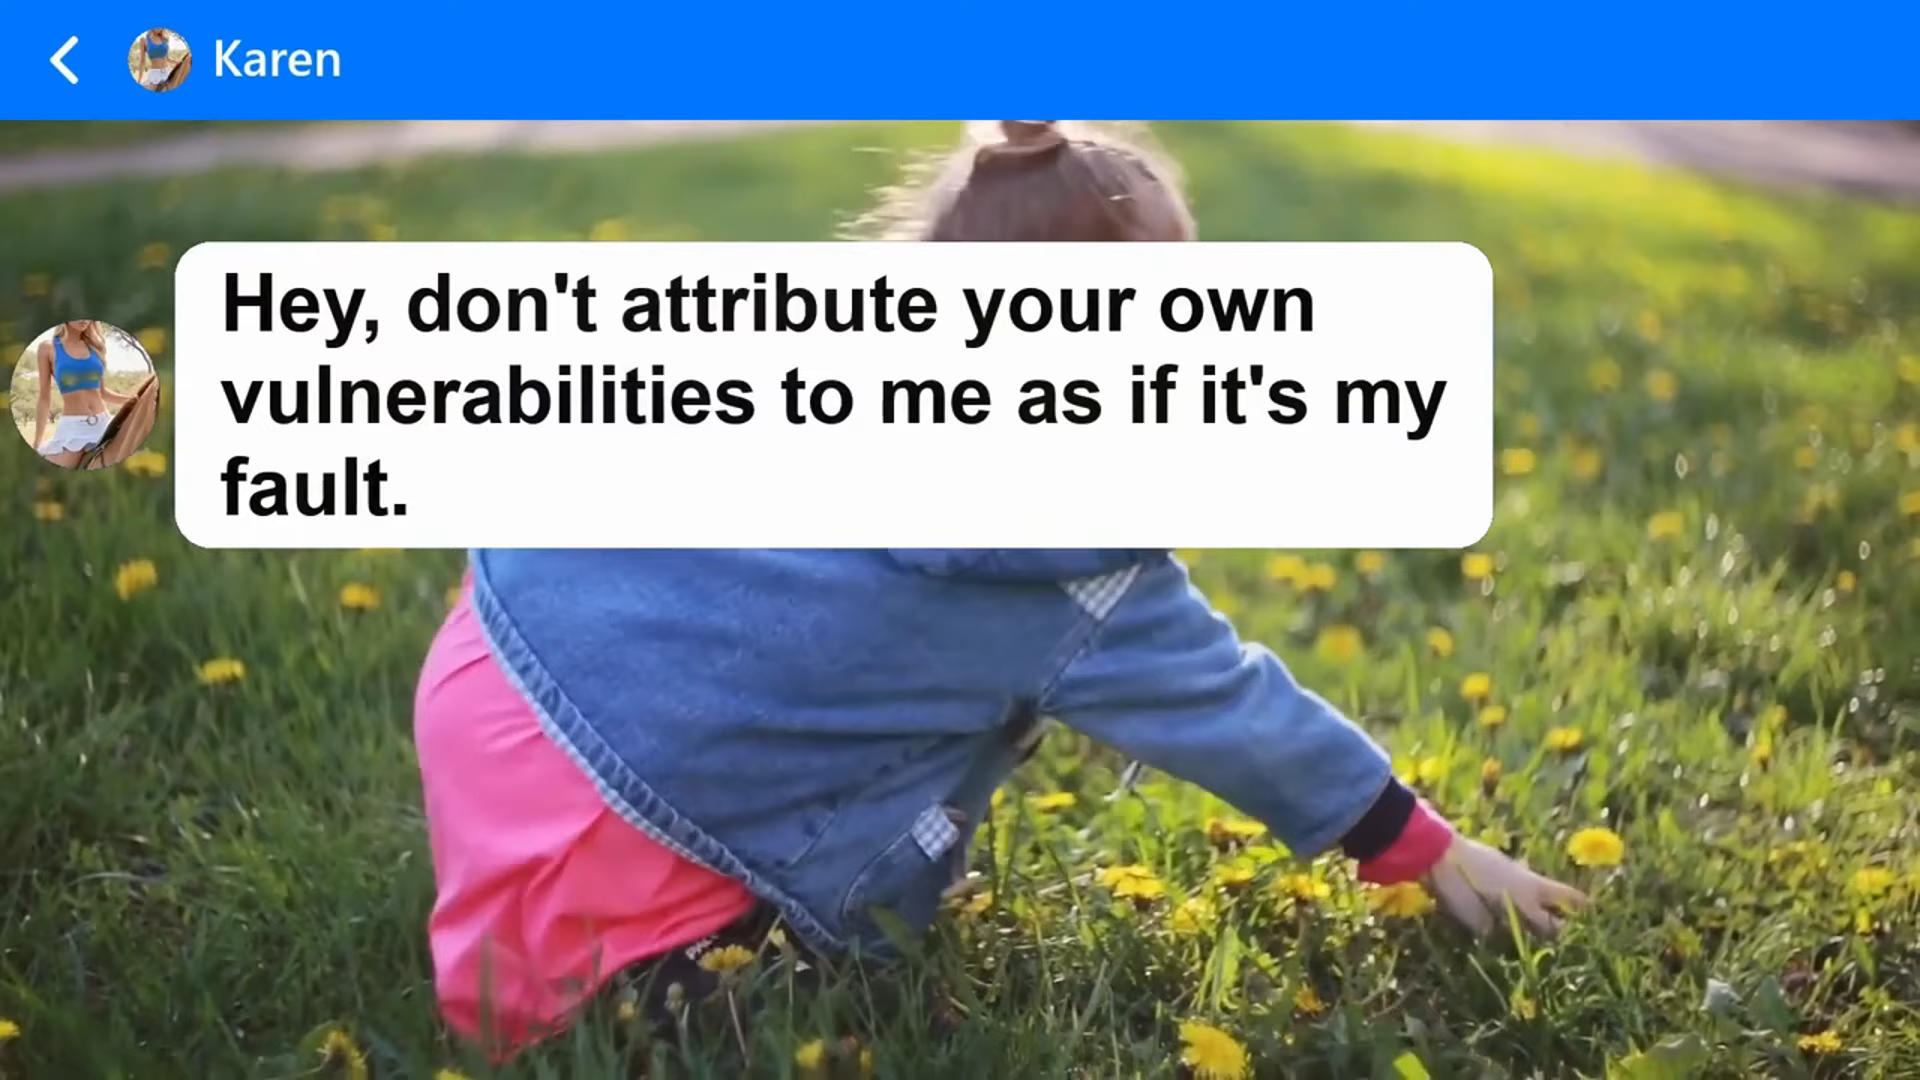 Karen
Hey, don't attribute your own
vulnerabilities to me as if it's my
fault.